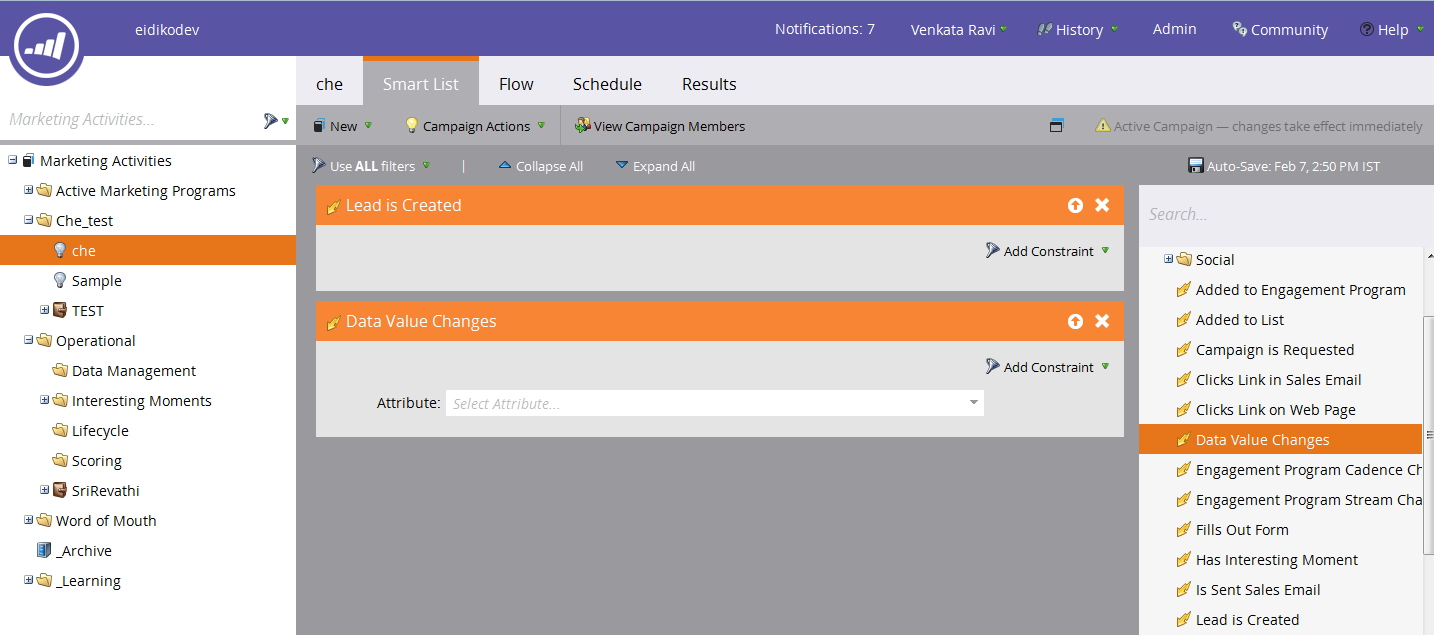 eidikodev
Notifications: 7
Venkata Ravi
History
Admin
Community
Help
Marketing Activities...
che
Smart List
Flow
Schedule
Results
New
Campaign Actions
View Campaign Members
Active Campaign — changes take effect immediately
Use ALL filters
|
Collapse All
Expand All
Auto-Save: Feb 7, 2:50 PM IST
Marketing Activities
Active Marketing Programs
Che_test
che
Sample
TEST
Operational
Data Management
Interesting Moments
Lifecycle
Scoring
SriRevathi
Word of Mouth
_Archive
_Learning
Lead is Created
Add Constraint
Data Value Changes
Add Constraint
Attribute: Select Attribute...
Search...
Social
Added to Engagement Program
Added to List
Campaign is Requested
Clicks Link in Sales Email
Clicks Link on Web Page
Data Value Changes
Engagement Program Cadence Ch
Engagement Program Stream Cha
Fills Out Form
Has Interesting Moment
Is Sent Sales Email
Lead is Created